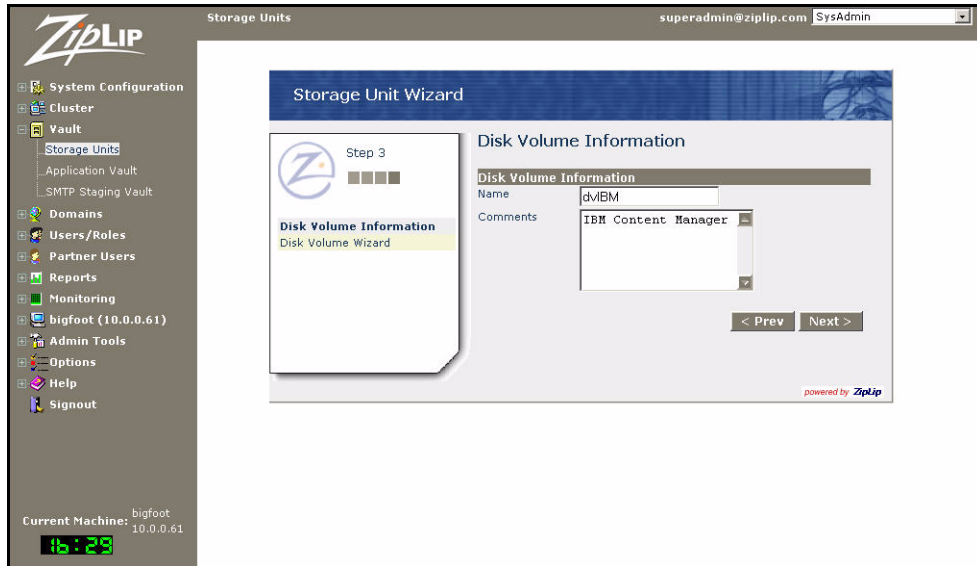 ZIPLIP
Storage Units
superadmin@ziplip.com
SysAdmin
System Configuration
Cluster
Vault
Storage Units
Application Vault
SMTP Staging Vault
Domains
Users/Roles
Partner Users
Reports
Monitoring
bigfoot (10.0.0.61)
Admin Tools
Options
Help
Signout
Current Machine: bigfoot
10.0.0.61
16:29
Storage Unit Wizard
Step 3
Disk Volume Information
Disk Volume Wizard
Disk Volume Information
Disk Volume Information
Name dvIBM
Comments IBM Content Manager
< Prev Next >
powered by ZipLip